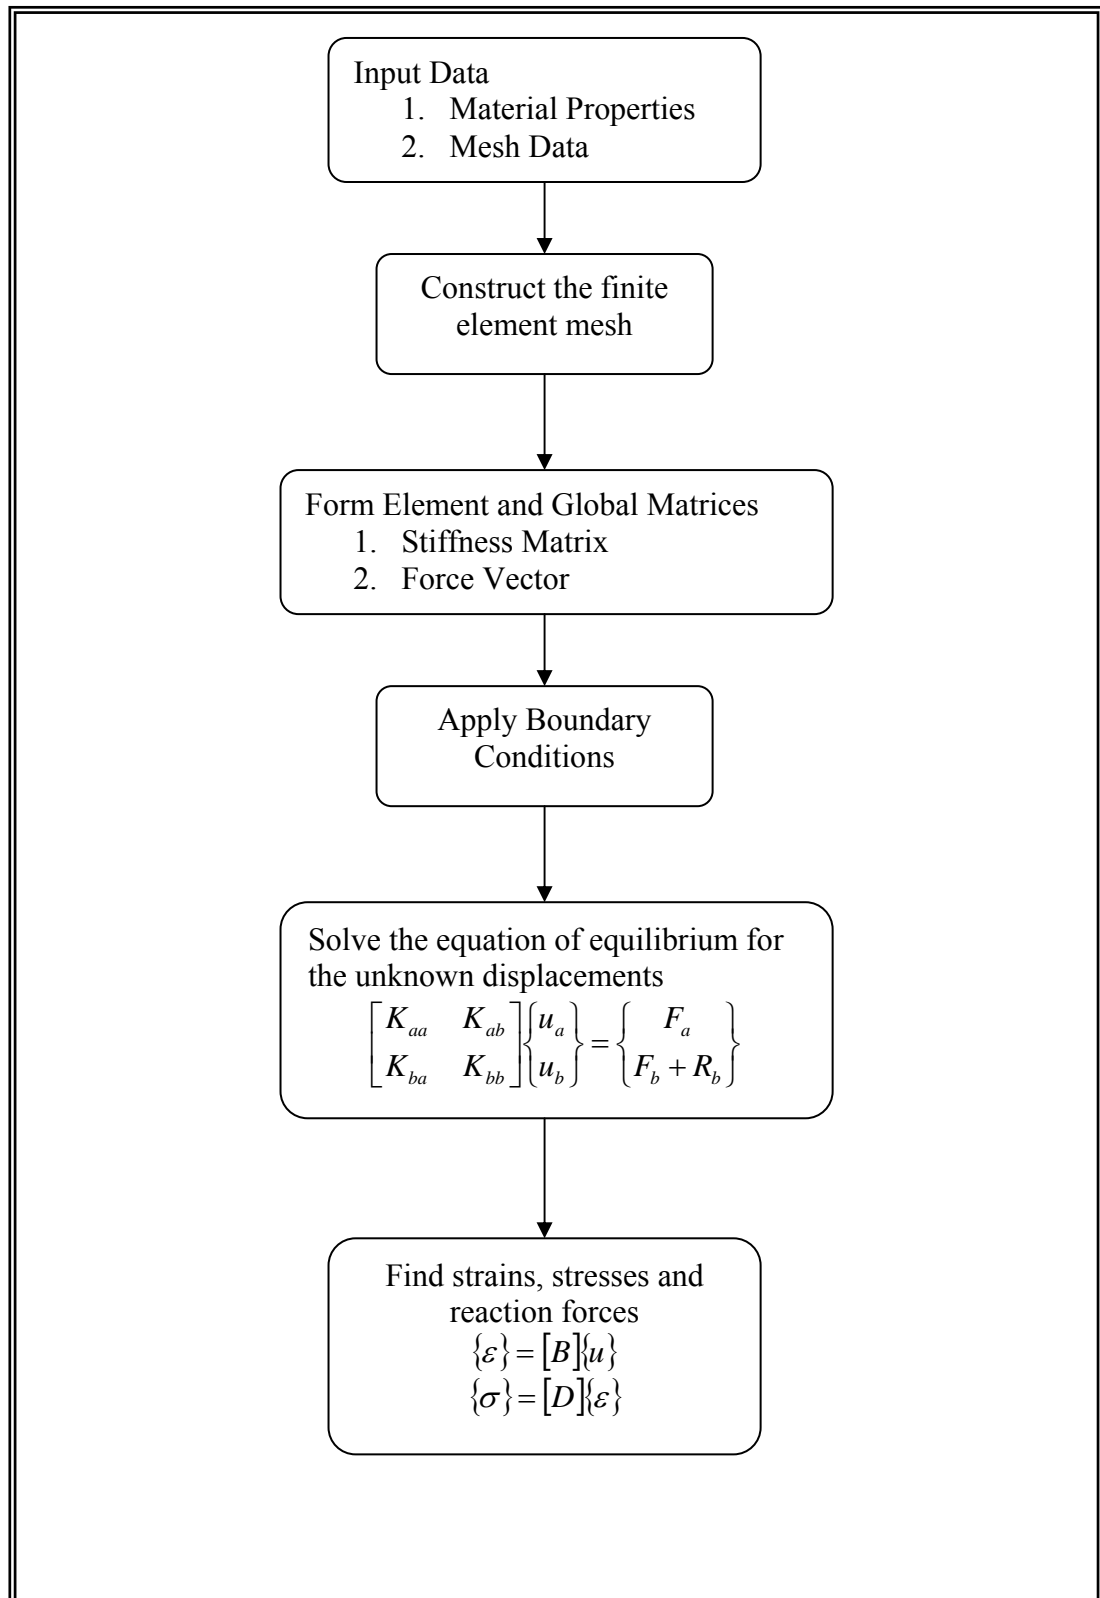 Input Data
1. Material Properties
2. Mesh Data
Construct the finite
element mesh
Form Element and Global Matrices
1. Stiffness Matrix
2. Force Vector
Apply Boundary
Conditions
Solve the equation of equilibrium for
the unknown displacements
[K_aa K_ab] {u_a} = {F_a}
[K_ba K_bb] {u_b} {F_b + R_b}
Find strains, stresses and
reaction forces
{ε} = [B]{u}
{σ} = [D]{ε}